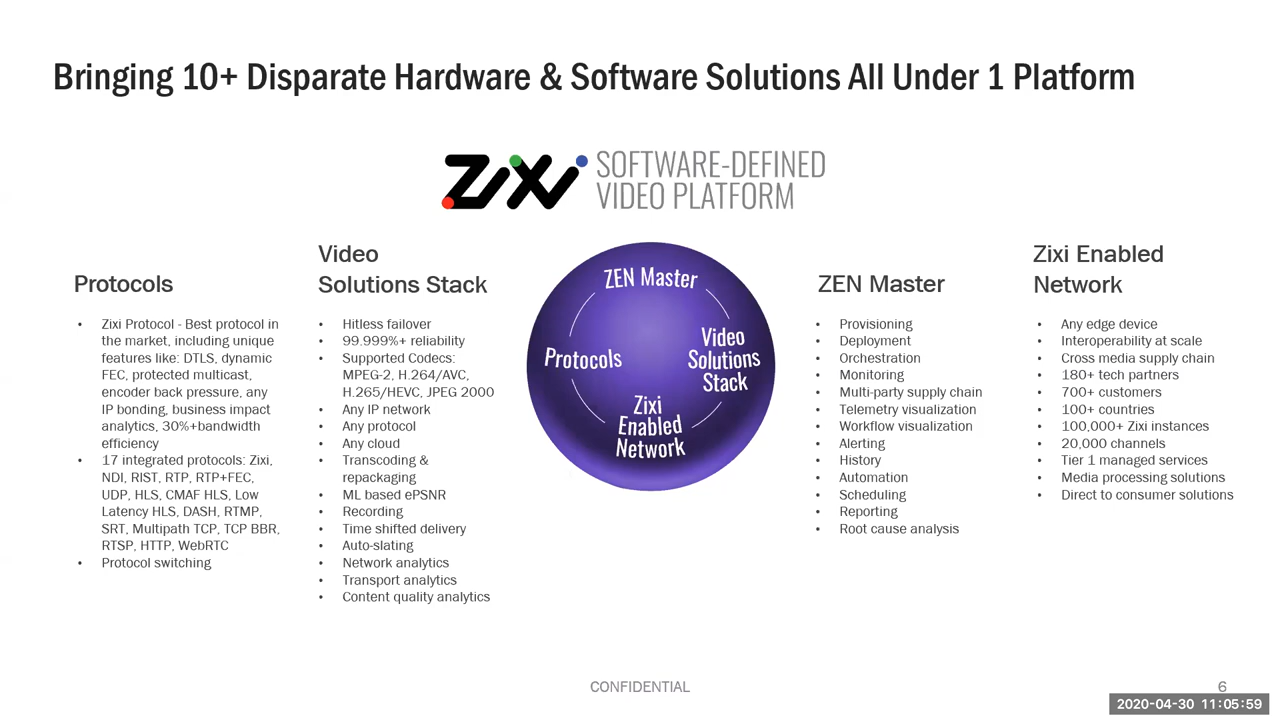 Bringing 10+ Disparate Hardware & Software Solutions All Under 1 Platform
Zixi SOFTWARE-DEFINED
VIDEO PLATFORM
Protocols
• Zixi Protocol - Best protocol in
the market, including unique
features like: DTLS, dynamic
FEC, protected multicast,
encoder back pressure, any
IP bonding, business impact
analytics, 30%+bandwidth
efficiency
• 17 integrated protocols: Zixi,
NDI, RIST, RTP, RTP+FEC,
UDP, HLS, CMAF HLS, Low
Latency HLS, DASH, RTMP,
SRT, Multipath TCP, TCP BBR,
RTSP, HTTP, WebRTC
• Protocol switching
Video
Solutions Stack
• Hitless failover
• 99.999%+ reliability
• Supported Codecs:
MPEG-2, H.264/AVC,
H.265/HEVC, JPEG 2000
• Any IP network
• Any protocol
• Any cloud
• Transcoding &
repackaging
• ML based ePSNR
• Recording
• Time shifted delivery
• Auto-slating
• Network analytics
• Transport analytics
• Content quality analytics
ZEN Master
Protocols
Video
Solutions
Stack
Zixi
Enabled
Network
ZEN Master
• Provisioning
• Deployment
• Orchestration
• Monitoring
• Multi-party supply chain
• Telemetry visualization
• Workflow visualization
• Alerting
• History
• Automation
• Scheduling
• Reporting
• Root cause analysis
Zixi Enabled
Network
• Any edge device
• Interoperability at scale
• Cross media supply chain
• 180+ tech partners
• 700+ customers
• 100+ countries
• 100,000+ Zixi instances
• 20,000 channels
• Tier 1 managed services
• Media processing solutions
• Direct to consumer solutions
CONFIDENTIAL
6
2020-04-30 11:05:59